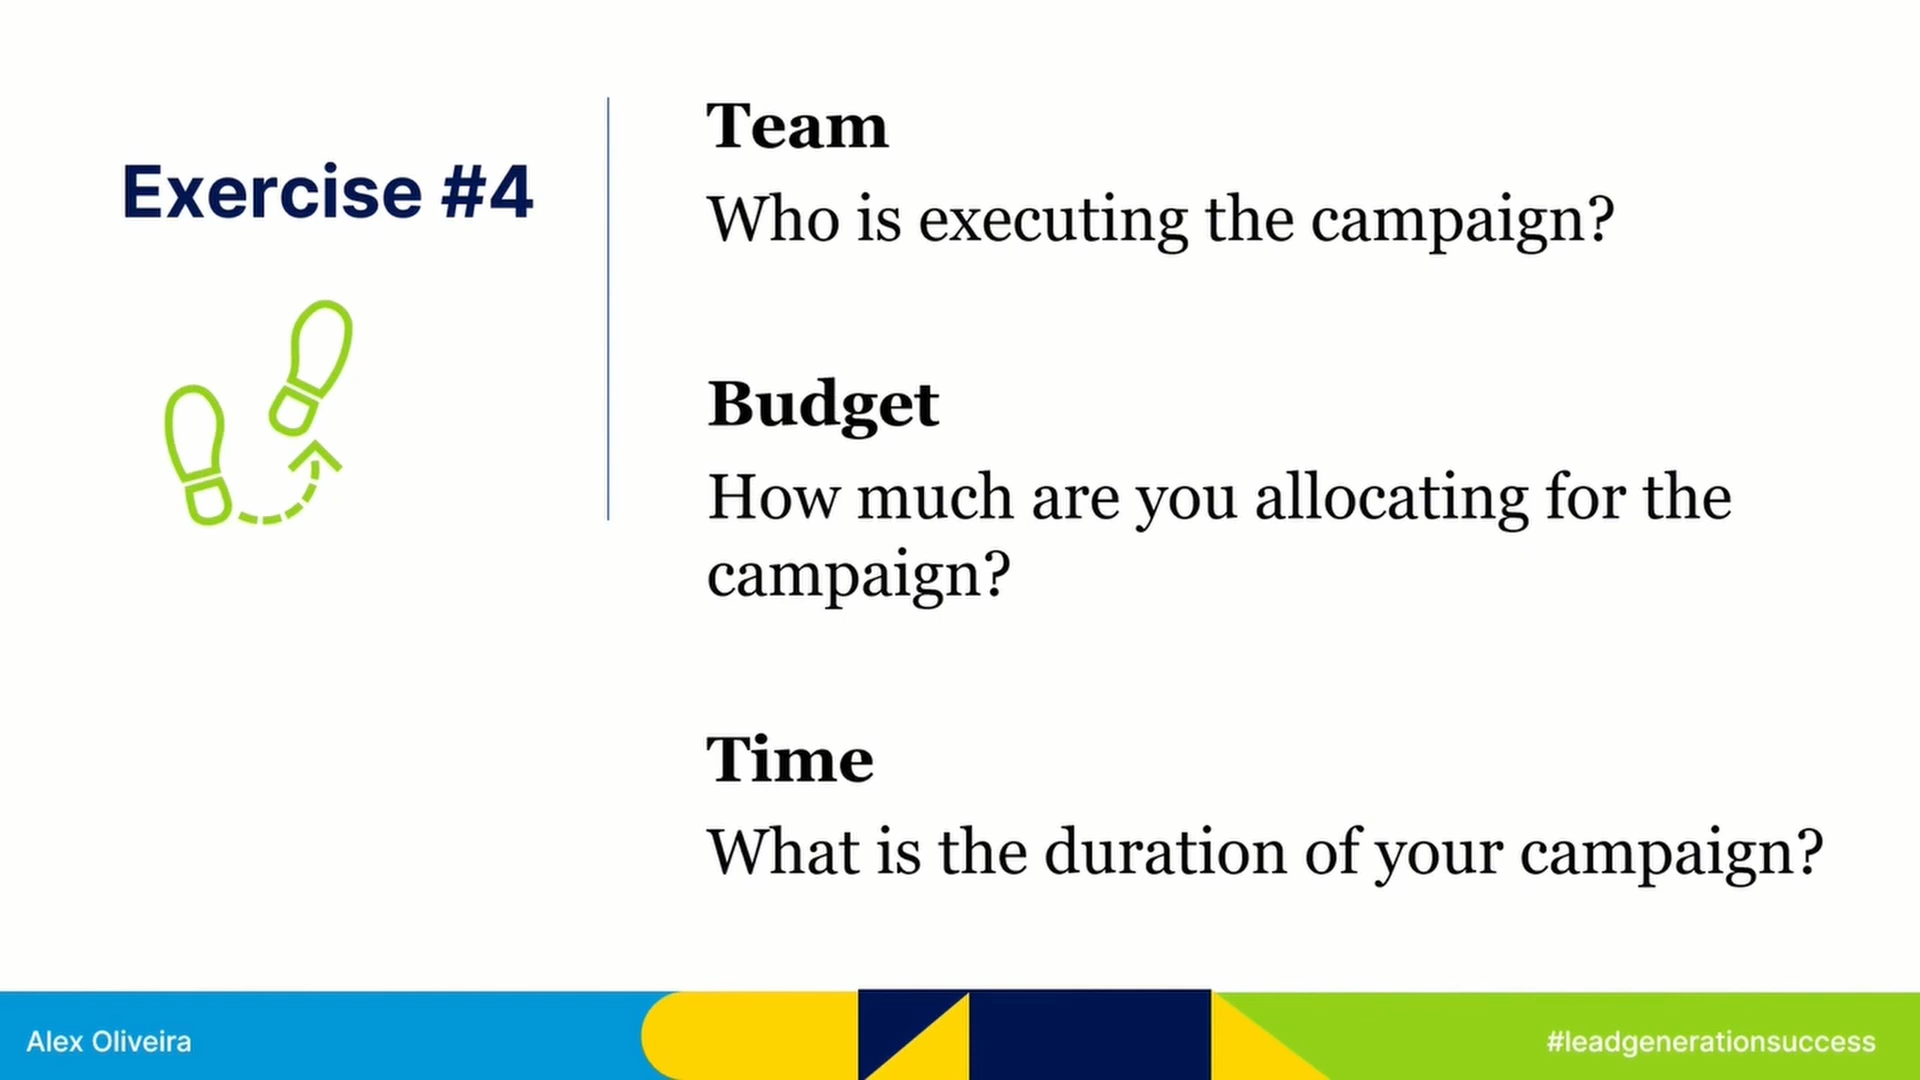 Exercise #4
Team
Who is executing the campaign?
Budget
How much are you allocating for the
campaign?
Time
What is the duration of your campaign?
Alex Oliveira
#leadgenerationsuccess